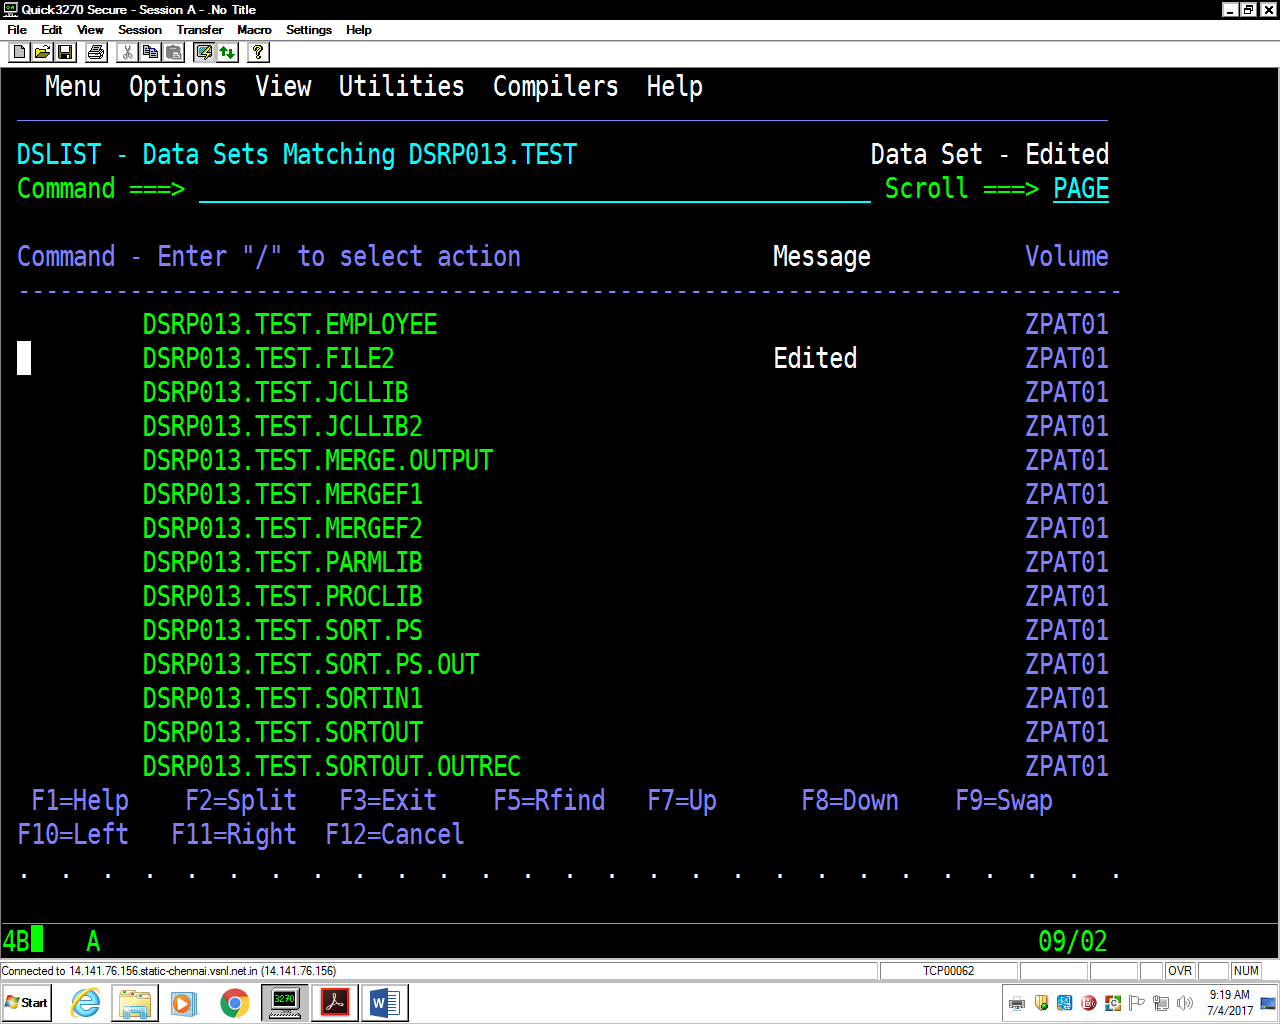 Quick3270 Secure - Session A - .No Title
File Edit View Session Transfer Macro Settings Help
Menu Options View Utilities Compilers Help
DSLIST - Data Sets Matching DSRP013.TEST Data Set - Edited
Command ===> Scroll ===> PAGE
Command - Enter "/" to select action Message Volume
-------------------------------------------------------------------------------
DSRP013.TEST.EMPLOYEE ZPAT01
DSRP013.TEST.FILE2 Edited ZPAT01
DSRP013.TEST.JCLLIB ZPAT01
DSRP013.TEST.JCLLIB2 ZPAT01
DSRP013.TEST.MERGE.OUTPUT ZPAT01
DSRP013.TEST.MERGEF1 ZPAT01
DSRP013.TEST.MERGEF2 ZPAT01
DSRP013.TEST.PARMLIB ZPAT01
DSRP013.TEST.PROCLIB ZPAT01
DSRP013.TEST.SORT.PS ZPAT01
DSRP013.TEST.SORT.PS.OUT ZPAT01
DSRP013.TEST.SORTIN1 ZPAT01
DSRP013.TEST.SORTOUT ZPAT01
DSRP013.TEST.SORTOUT.OUTREC ZPAT01
F1=Help F2=Split F3=Exit F5=Rfind F7=Up F8=Down F9=Swap
F10=Left F11=Right F12=Cancel
. . . . . . . . . . . . . . . . . . . . . . . . . . .
4B A 09/02
Connected to 14.141.76.156.static-chennai.vsnl.net.in (14.141.76.156) TCP00062 OVR NUM
Start 3270 W 9:19 AM
7/4/2017